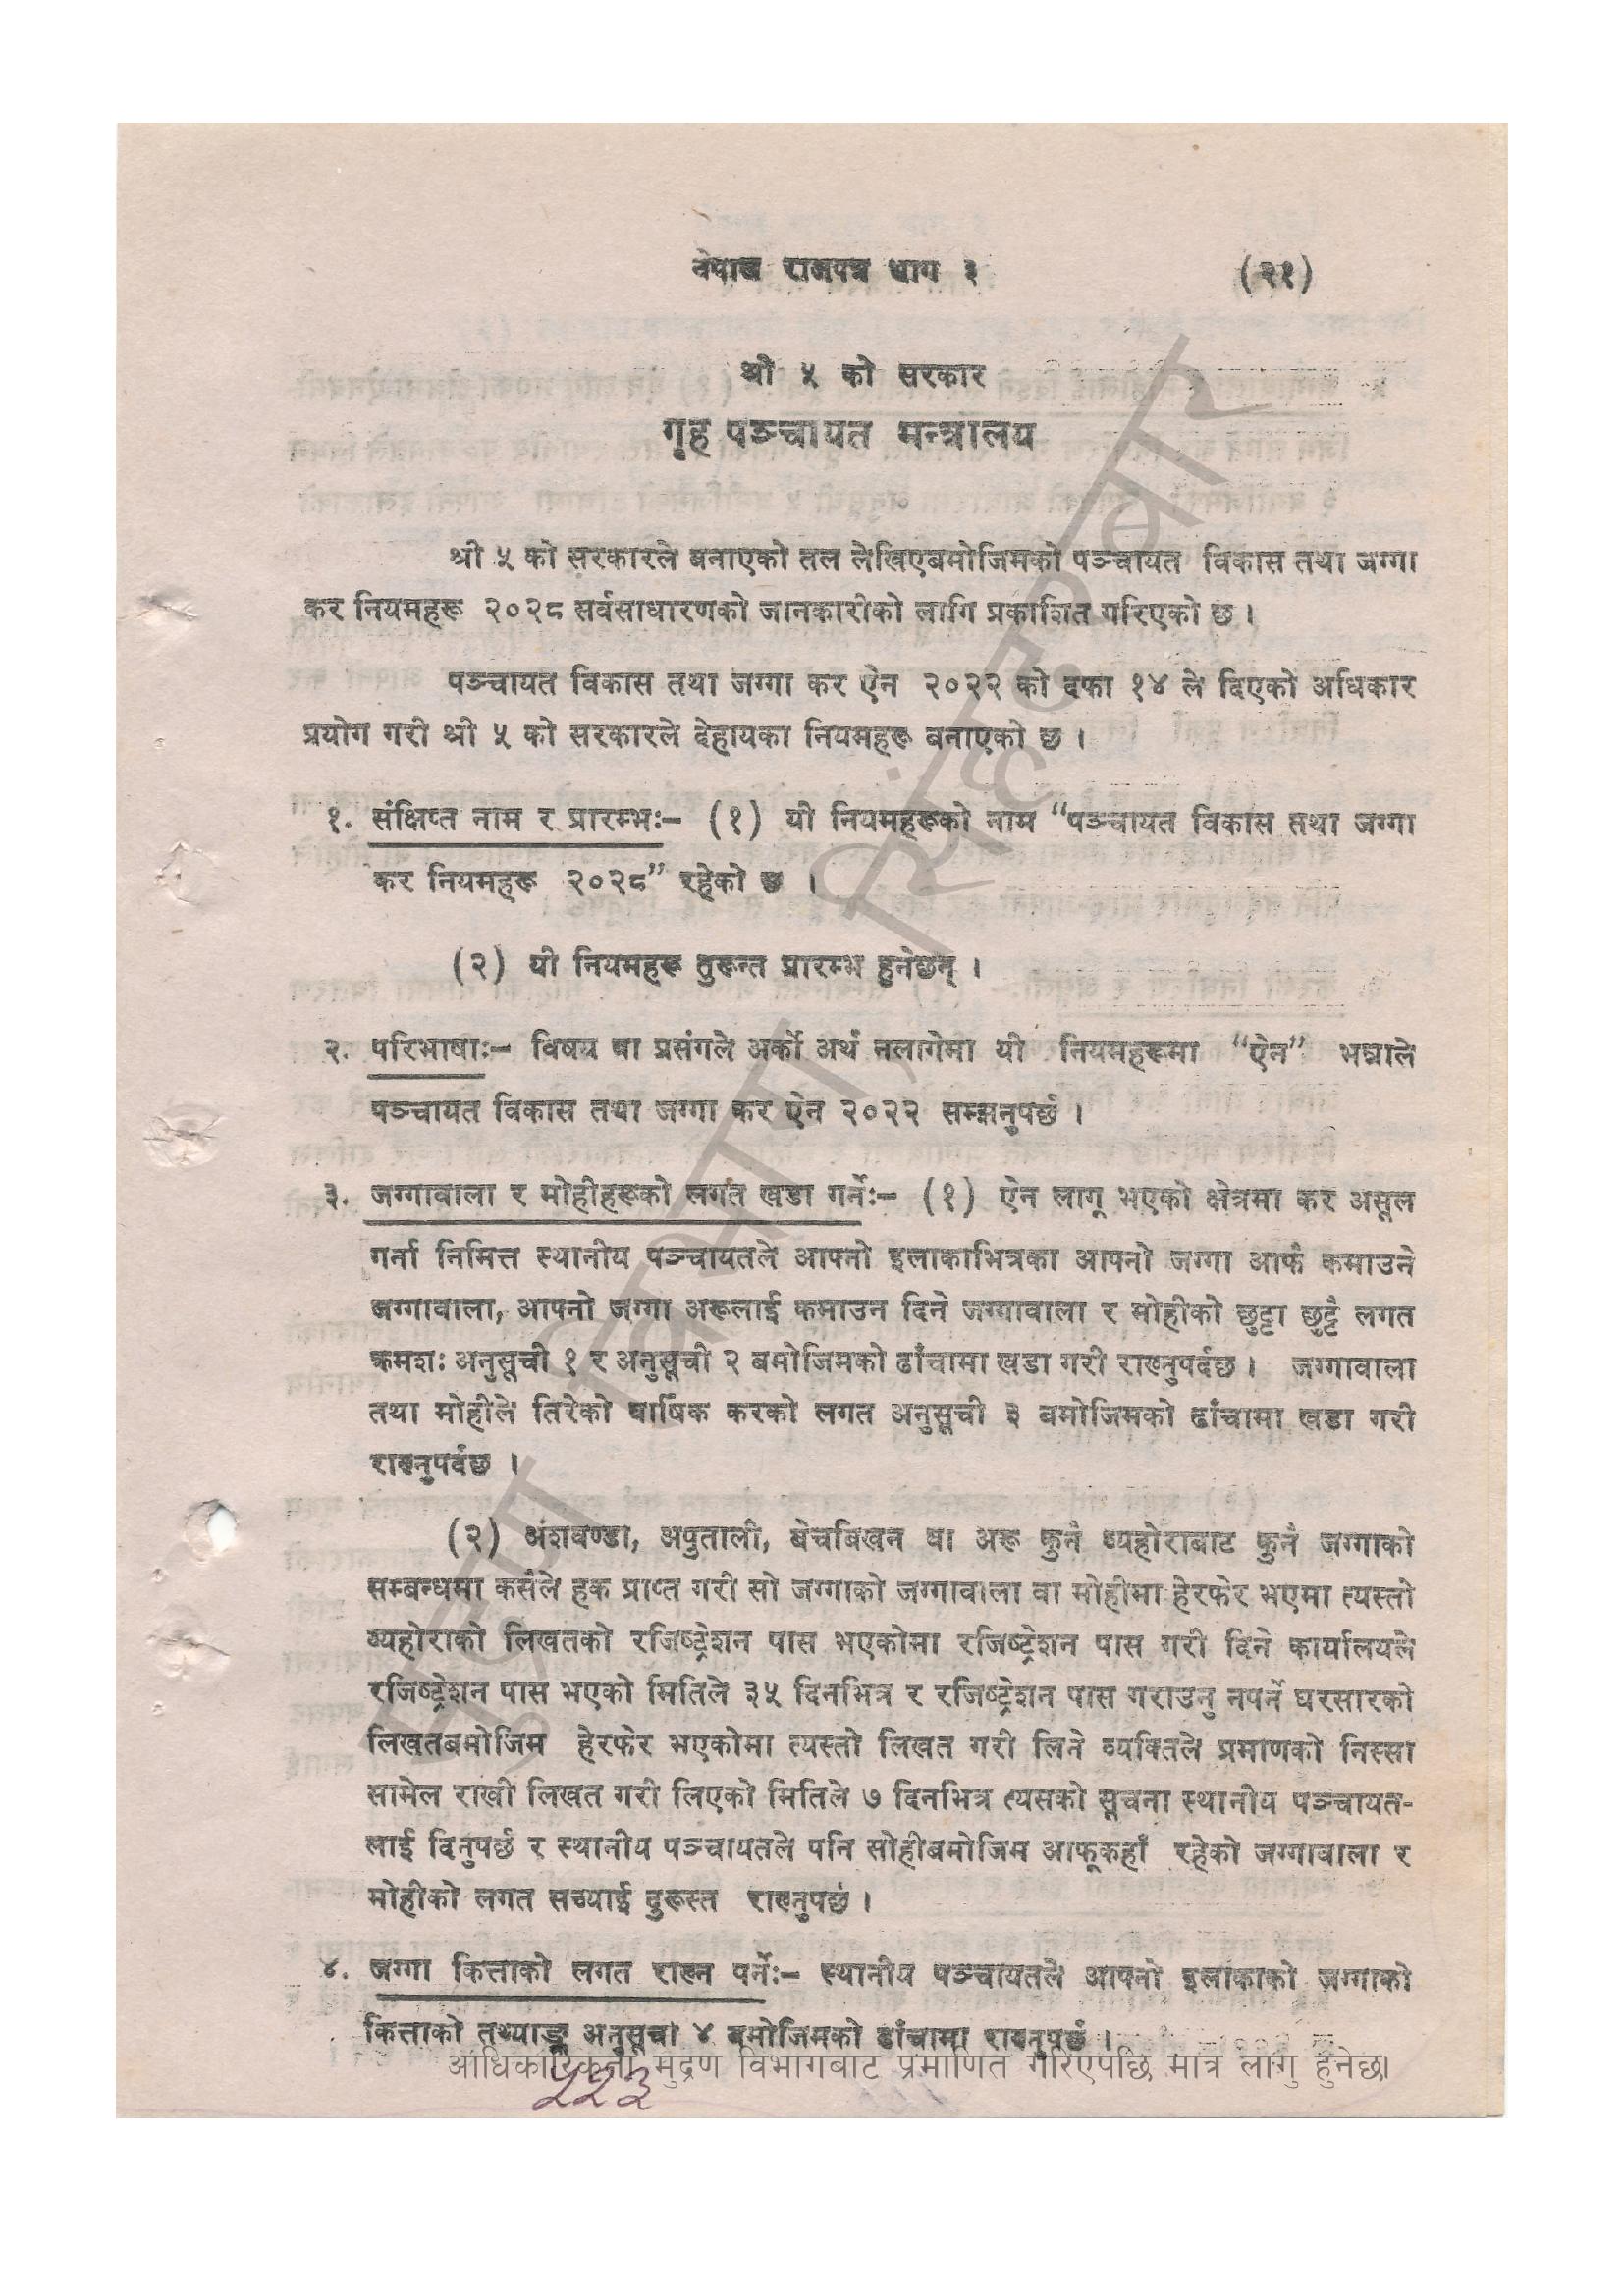 नेपाल राजपत्र भाग ३ (२१)
श्री ५ को सरकार
गृह पञ्चायत मन्त्रालय
श्री ५ को सरकारले बनाएको तल लेखिएबमोजिमको पञ्चायत विकास तथा जग्गा
कर नियमहरू २०२८ सर्वसाधारणको जानकारीको लागि प्रकाशित गरिएको छ ।
पञ्चायत विकास तथा जग्गा कर ऐन २०२२ को दफा १४ ले दिएको अधिकार
प्रयोग गरी श्री ५ को सरकारले देहायका नियमहरू बनाएको छ ।
१. संक्षिप्त नाम र प्रारम्भः– (१) यी नियमहरूको नाम “पञ्चायत विकास तथा जग्गा
कर नियमहरू २०२८” रहेको छ ।
(२) यी नियमहरू तुरून्त प्रारम्भ हुनेछन् ।
२. परिभाषाः– विषय वा प्रसंगले अर्को अर्थ नलागेमा यी नियमहरूमा “ऐन” भन्नाले
पञ्चायत विकास तथा जग्गा कर ऐन २०२२ सम्झनुपर्छ ।
३. जग्गावाला र मोहीहरूको लगत खडा गर्नेः– (१) ऐन लागू भएको क्षेत्रमा कर असूल
गर्ना निमित्त स्थानीय पञ्चायतले आफ्नो इलाकाभित्रका आफ्नो जग्गा आफैं कमाउने
जग्गावाला, आफ्नो जग्गा अरूलाई कमाउन दिने जग्गावाला र मोहीको छुट्टा छुट्टै लगत
क्रमशः अनुसूची १ र अनुसूची २ बमोजिमको ढाँचामा खडा गरी राख्नुपर्दछ । जग्गावाला
तथा मोहीले तिरेको वार्षिक करको लगत अनुसूची ३ बमोजिमको ढाँचामा खडा गरी
राख्नुपर्दछ ।
(२) अंशवण्डा, अपुताली, बेचबिखन वा अरू कुनै व्यहोराबाट कुनै जग्गाको
सम्बन्धमा कसैले हक प्राप्त गरी सो जग्गाको जग्गावाला वा मोहीमा हेरफेर भएमा त्यस्तो
व्यहोराको लिखतको रजिष्ट्रेशन पास भएकोमा रजिष्ट्रेशन पास गरी दिने कार्यालयले
रजिष्ट्रेशन पास भएको मितिले ३५ दिनभित्र र रजिष्ट्रेशन पास गराउनु नपर्ने घरसारको
लिखतबमोजिम हेरफेर भएकोमा त्यस्तो लिखत गरी लिने व्यक्तिले प्रमाणको निस्सा
सामेल राखी लिखत गरी लिएको मितिले ७ दिनभित्र त्यसको सूचना स्थानीय पञ्चायत-
लाई दिनुपर्छ र स्थानीय पञ्चायतले पनि सोहीबमोजिम आफूकहाँ रहेको जग्गावाला र
मोहीको लगत सच्याई दुरूस्त राख्नुपर्छ ।
४. जग्गा कित्ताको लगत राख्न पर्नेः– स्थानीय पञ्चायतले आफ्नो इलाकाको जग्गाको
कित्ताको तथ्याङ्क अनुसूची ४ बमोजिमको ढाँचामा राख्नुपर्छ ।
आधिकारिकता मुद्रण विभागबाट प्रमाणित गरिएपछि मात्र लागु हुनेछ।
५२३
मुद्रण विभाग, सिंहदरबार